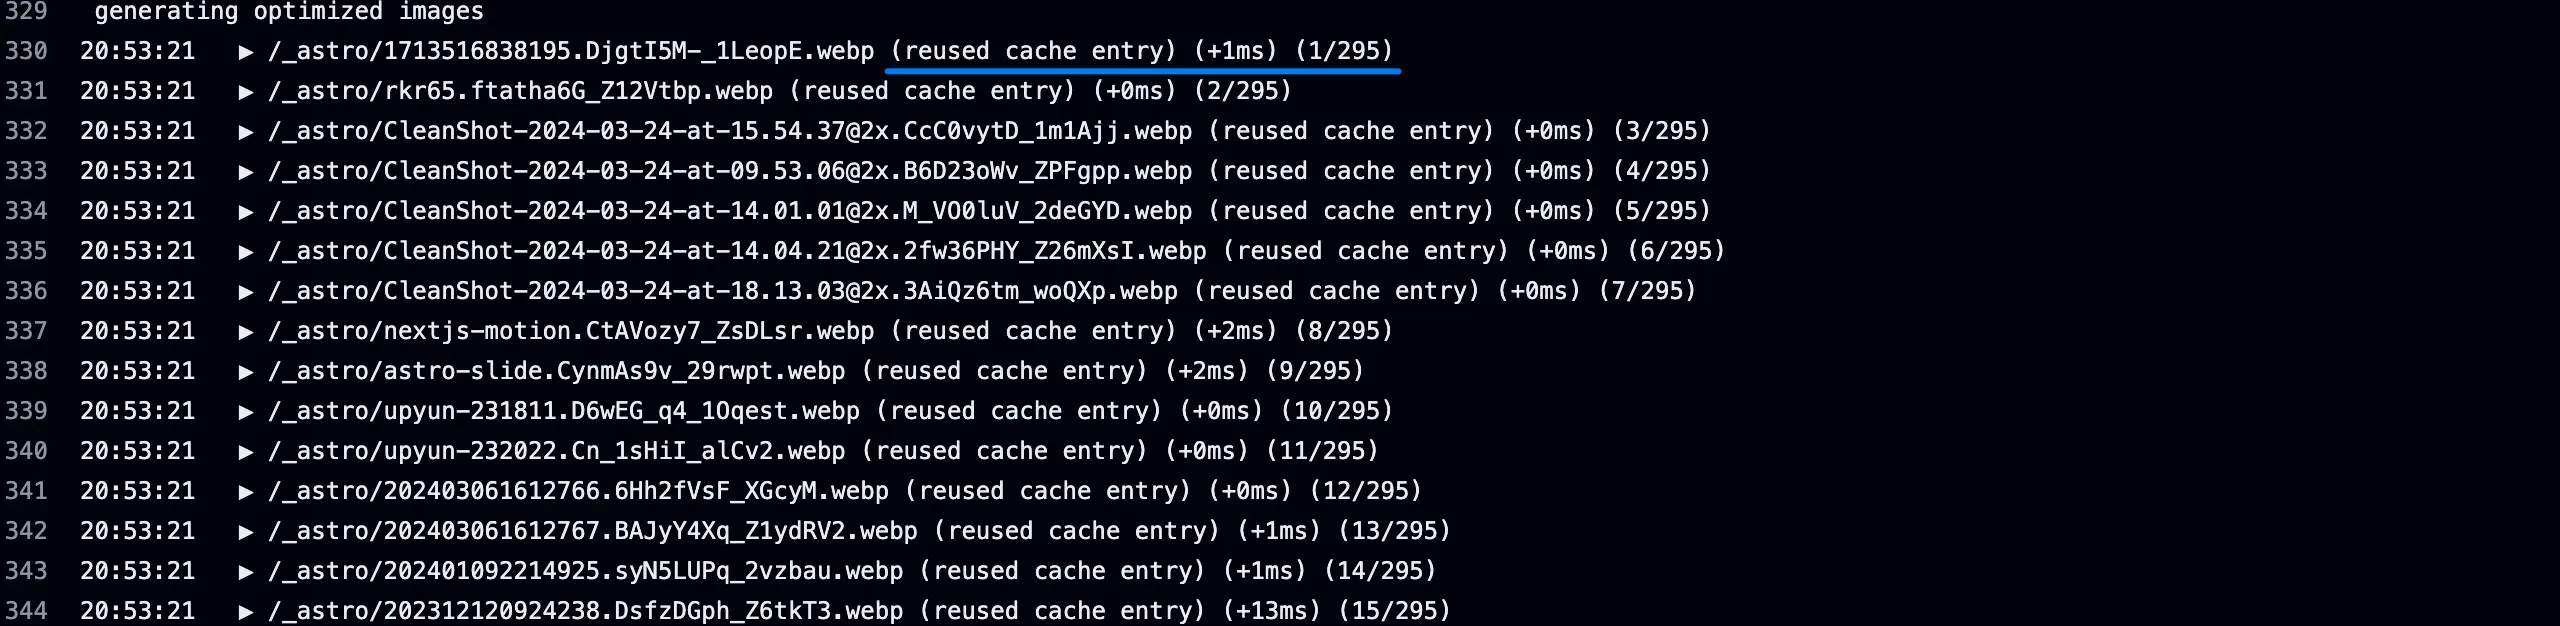 329 generating optimized images
330 20:53:21 ▶ /_astro/1713516838195.DjgtI5M-_1LeopE.webp (reused cache entry) (+1ms) (1/295)
331 20:53:21 ▶ /_astro/rkr65.ftatha6G_Z12Vtbp.webp (reused cache entry) (+0ms) (2/295)
332 20:53:21 ▶ /_astro/CleanShot-2024-03-24-at-15.54.37@2x.CcC0vytD_1m1Ajj.webp (reused cache entry) (+0ms) (3/295)
333 20:53:21 ▶ /_astro/CleanShot-2024-03-24-at-09.53.06@2x.B6D23oWv_ZPFgpp.webp (reused cache entry) (+0ms) (4/295)
334 20:53:21 ▶ /_astro/CleanShot-2024-03-24-at-14.01.01@2x.M_VO0luV_2deGYD.webp (reused cache entry) (+0ms) (5/295)
335 20:53:21 ▶ /_astro/CleanShot-2024-03-24-at-14.04.21@2x.2fw36PHY_Z26mXsI.webp (reused cache entry) (+0ms) (6/295)
336 20:53:21 ▶ /_astro/CleanShot-2024-03-24-at-18.13.03@2x.3AiQz6tm_woQXp.webp (reused cache entry) (+0ms) (7/295)
337 20:53:21 ▶ /_astro/nextjs-motion.CtAVozy7_ZsDLsr.webp (reused cache entry) (+2ms) (8/295)
338 20:53:21 ▶ /_astro/astro-slide.CynmAs9v_29rwpt.webp (reused cache entry) (+2ms) (9/295)
339 20:53:21 ▶ /_astro/upyun-231811.D6wEG_q4_1Oqest.webp (reused cache entry) (+0ms) (10/295)
340 20:53:21 ▶ /_astro/upyun-232022.Cn_1sHiI_alCv2.webp (reused cache entry) (+0ms) (11/295)
341 20:53:21 ▶ /_astro/202403061612766.6Hh2fVsF_XGcyM.webp (reused cache entry) (+0ms) (12/295)
342 20:53:21 ▶ /_astro/202403061612767.BAJyY4Xq_Z1ydRV2.webp (reused cache entry) (+1ms) (13/295)
343 20:53:21 ▶ /_astro/202401092214925.syN5LUPq_2vzbau.webp (reused cache entry) (+1ms) (14/295)
344 20:53:21 ▶ /_astro/202312120924238.DsfzDGph_Z6tkT3.webp (reused cache entry) (+13ms) (15/295)